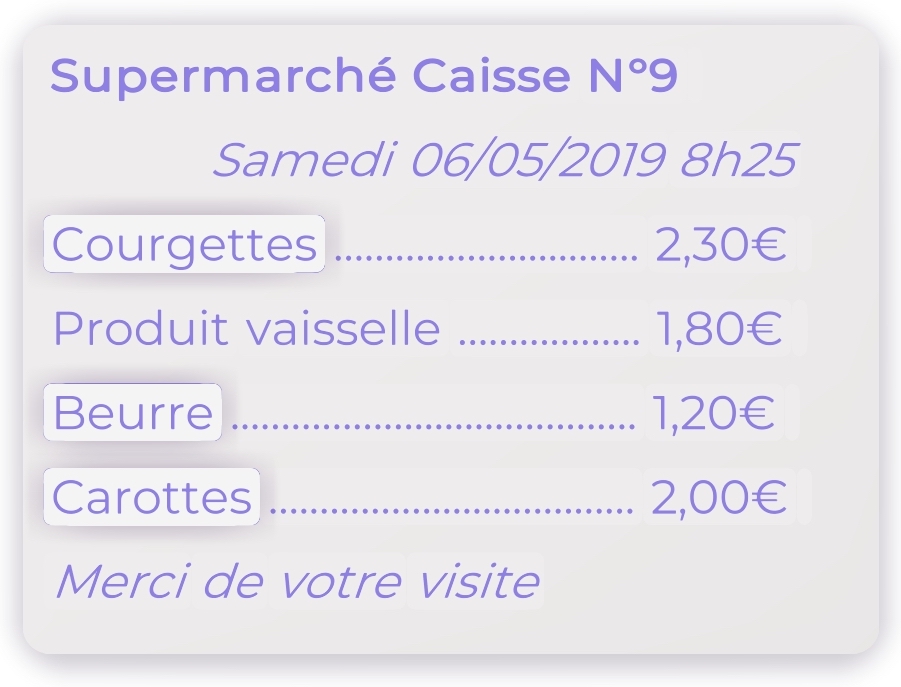 Supermarché Caisse N°9
Samedi 06/05/2019 8h25
Courgettes ............................... 2,30€
Produit vaisselle ................... 1,80€
Beurre ......................................... 1,20€
Carottes ..................................... 2,00€
Merci de votre visite